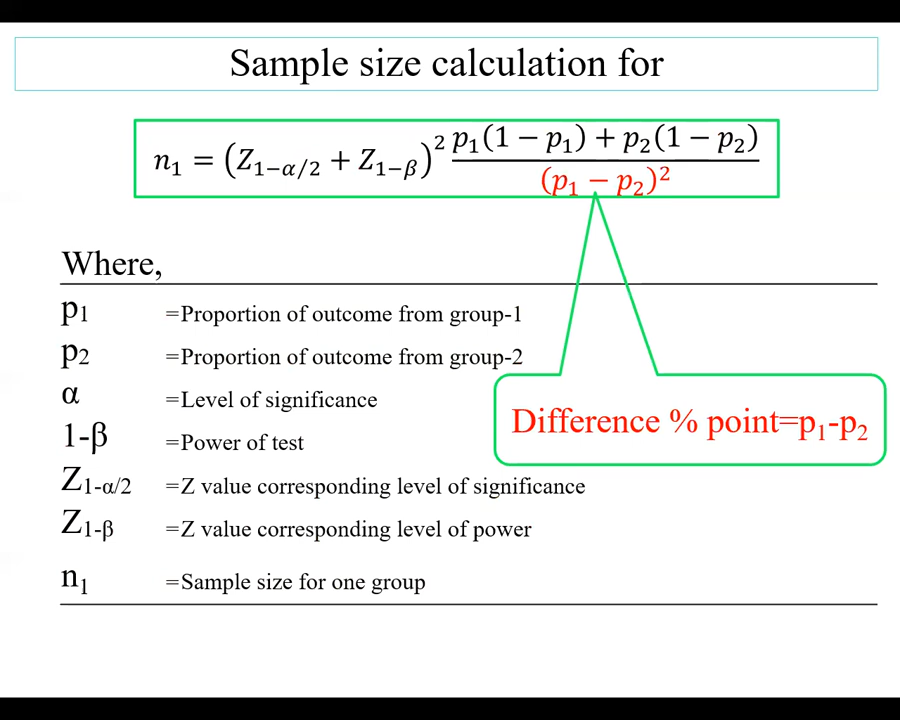 Sample size calculation for
n₁ = (Z₁₋α/₂ + Z₁₋β)² p₁(1 − p₁) + p₂(1 − p₂) / (p₁ − p₂)²
Where,
p1 =Proportion of outcome from group-1
p2 =Proportion of outcome from group-2
α =Level of significance
1-β =Power of test
Difference % point=p₁-p₂
Z1-α/2 =Z value corresponding level of significance
Z1-β =Z value corresponding level of power
n₁ =Sample size for one group